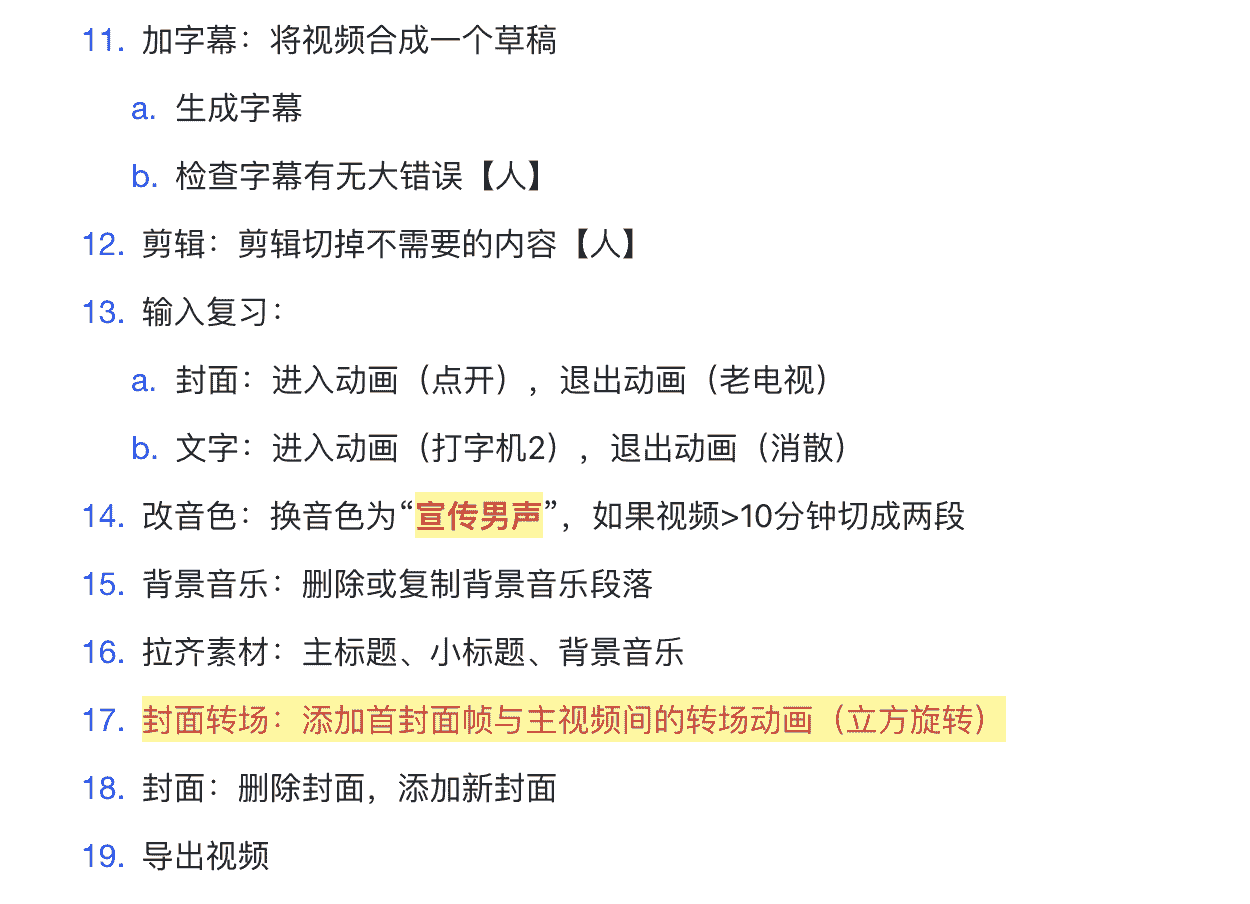 11. 加字幕：将视频合成一个草稿
a. 生成字幕
b. 检查字幕有无大错误【人】
12. 剪辑：剪辑切掉不需要的内容【人】
13. 输入复习：
a. 封面：进入动画（点开），退出动画（老电视）
b. 文字：进入动画（打字机2），退出动画（消散）
14. 改音色：换音色为“宣传男声”，如果视频>10分钟切成两段
15. 背景音乐：删除或复制背景音乐段落
16. 拉齐素材：主标题、小标题、背景音乐
17. 封面转场：添加首封面帧与主视频间的转场动画（立方旋转）
18. 封面：删除封面，添加新封面
19. 导出视频